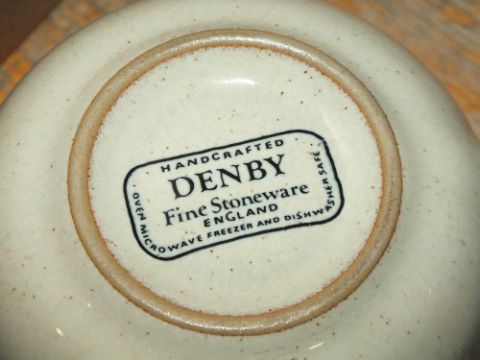 HANDCRAFTED
DENBY
Fine Stoneware
ENGLAND
OVEN MICROWAVE FREEZER AND DISHWASHER SAFE